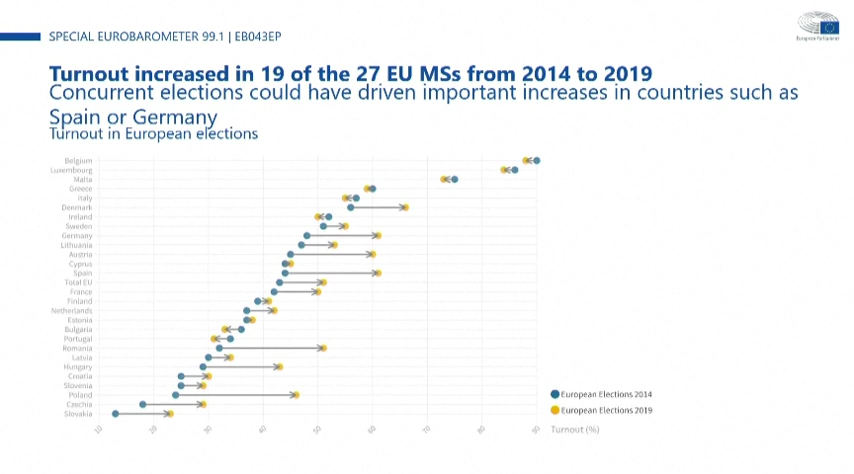 SPECIAL EUROBAROMETER 99.1 | EB043EP
European Parliament
Turnout increased in 19 of the 27 EU MSs from 2014 to 2019
Concurrent elections could have driven important increases in countries such as
Spain or Germany
Turnout in European elections
Belgium
Luxembourg
Malta
Greece
Italy
Denmark
Ireland
Sweden
Germany
Lithuania
Austria
Cyprus
Spain
Total EU
France
Finland
Netherlands
Estonia
Bulgaria
Portugal
Romania
Latvia
Hungary
Croatia
Slovenia
Poland
Czechia
Slovakia
European Elections 2014
European Elections 2019
10 20 30 40 50 60 70 80 90 Turnout (%)